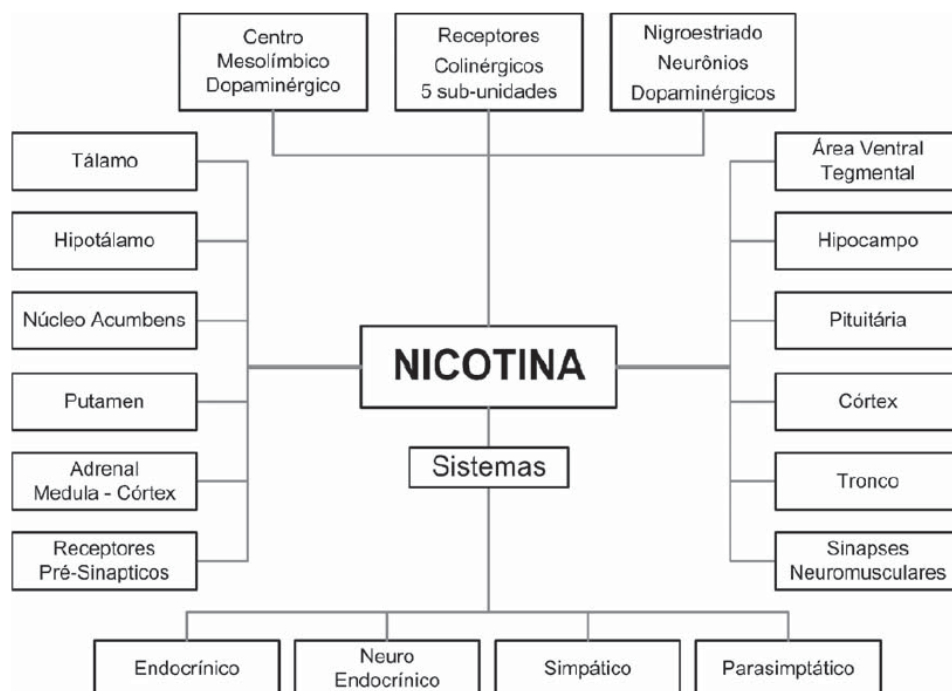 Centro
Mesolímbico
Dopaminérgico
Receptores
Colinérgicos
5 sub-unidades
Nigroestriado
Neurônios
Dopaminérgicos
Tálamo
Hipotálamo
Núcleo Acumbens
Putamen
Adrenal
Medula - Córtex
Receptores
Pré-Sinapticos
NICOTINA
Sistemas
Área Ventral
Tegmental
Hipocampo
Pituitária
Córtex
Tronco
Sinapses
Neuromusculares
Endocrínico
Neuro
Endocrínico
Simpático
Parasimptático